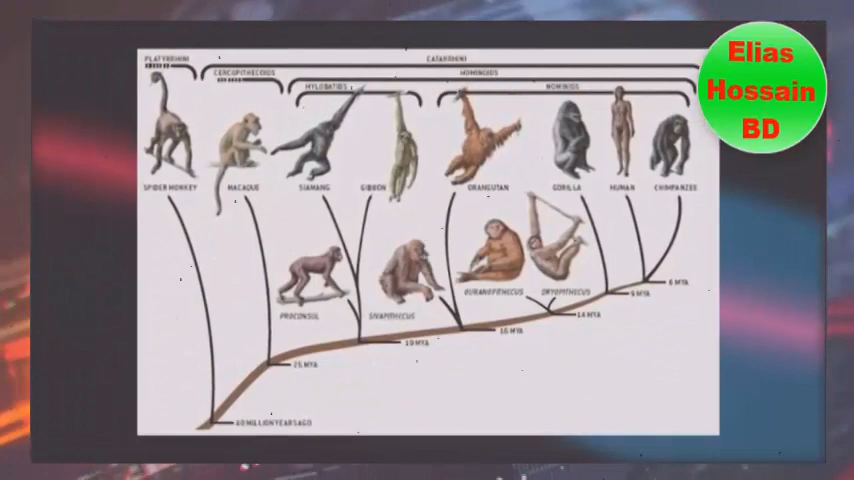 PLATYRRHINI
CATARRHINI
CERCOPITHECOIDS
HOMINOIDS
HYLOBATIDS
HOMINIDS
SPIDER MONKEY
MACAQUE
SIAMANG
GIBBON
ORANGUTAN
GORILLA
HUMAN
CHIMPANZEE
PROCONSUL
SIVAPITHECUS
OURANOPITHECUS
DRYOPITHECUS
6 MYA
9 MYA
14 MYA
16 MYA
19 MYA
25 MYA
40 MILLION YEARS AGO
Elias
Hossain
BD